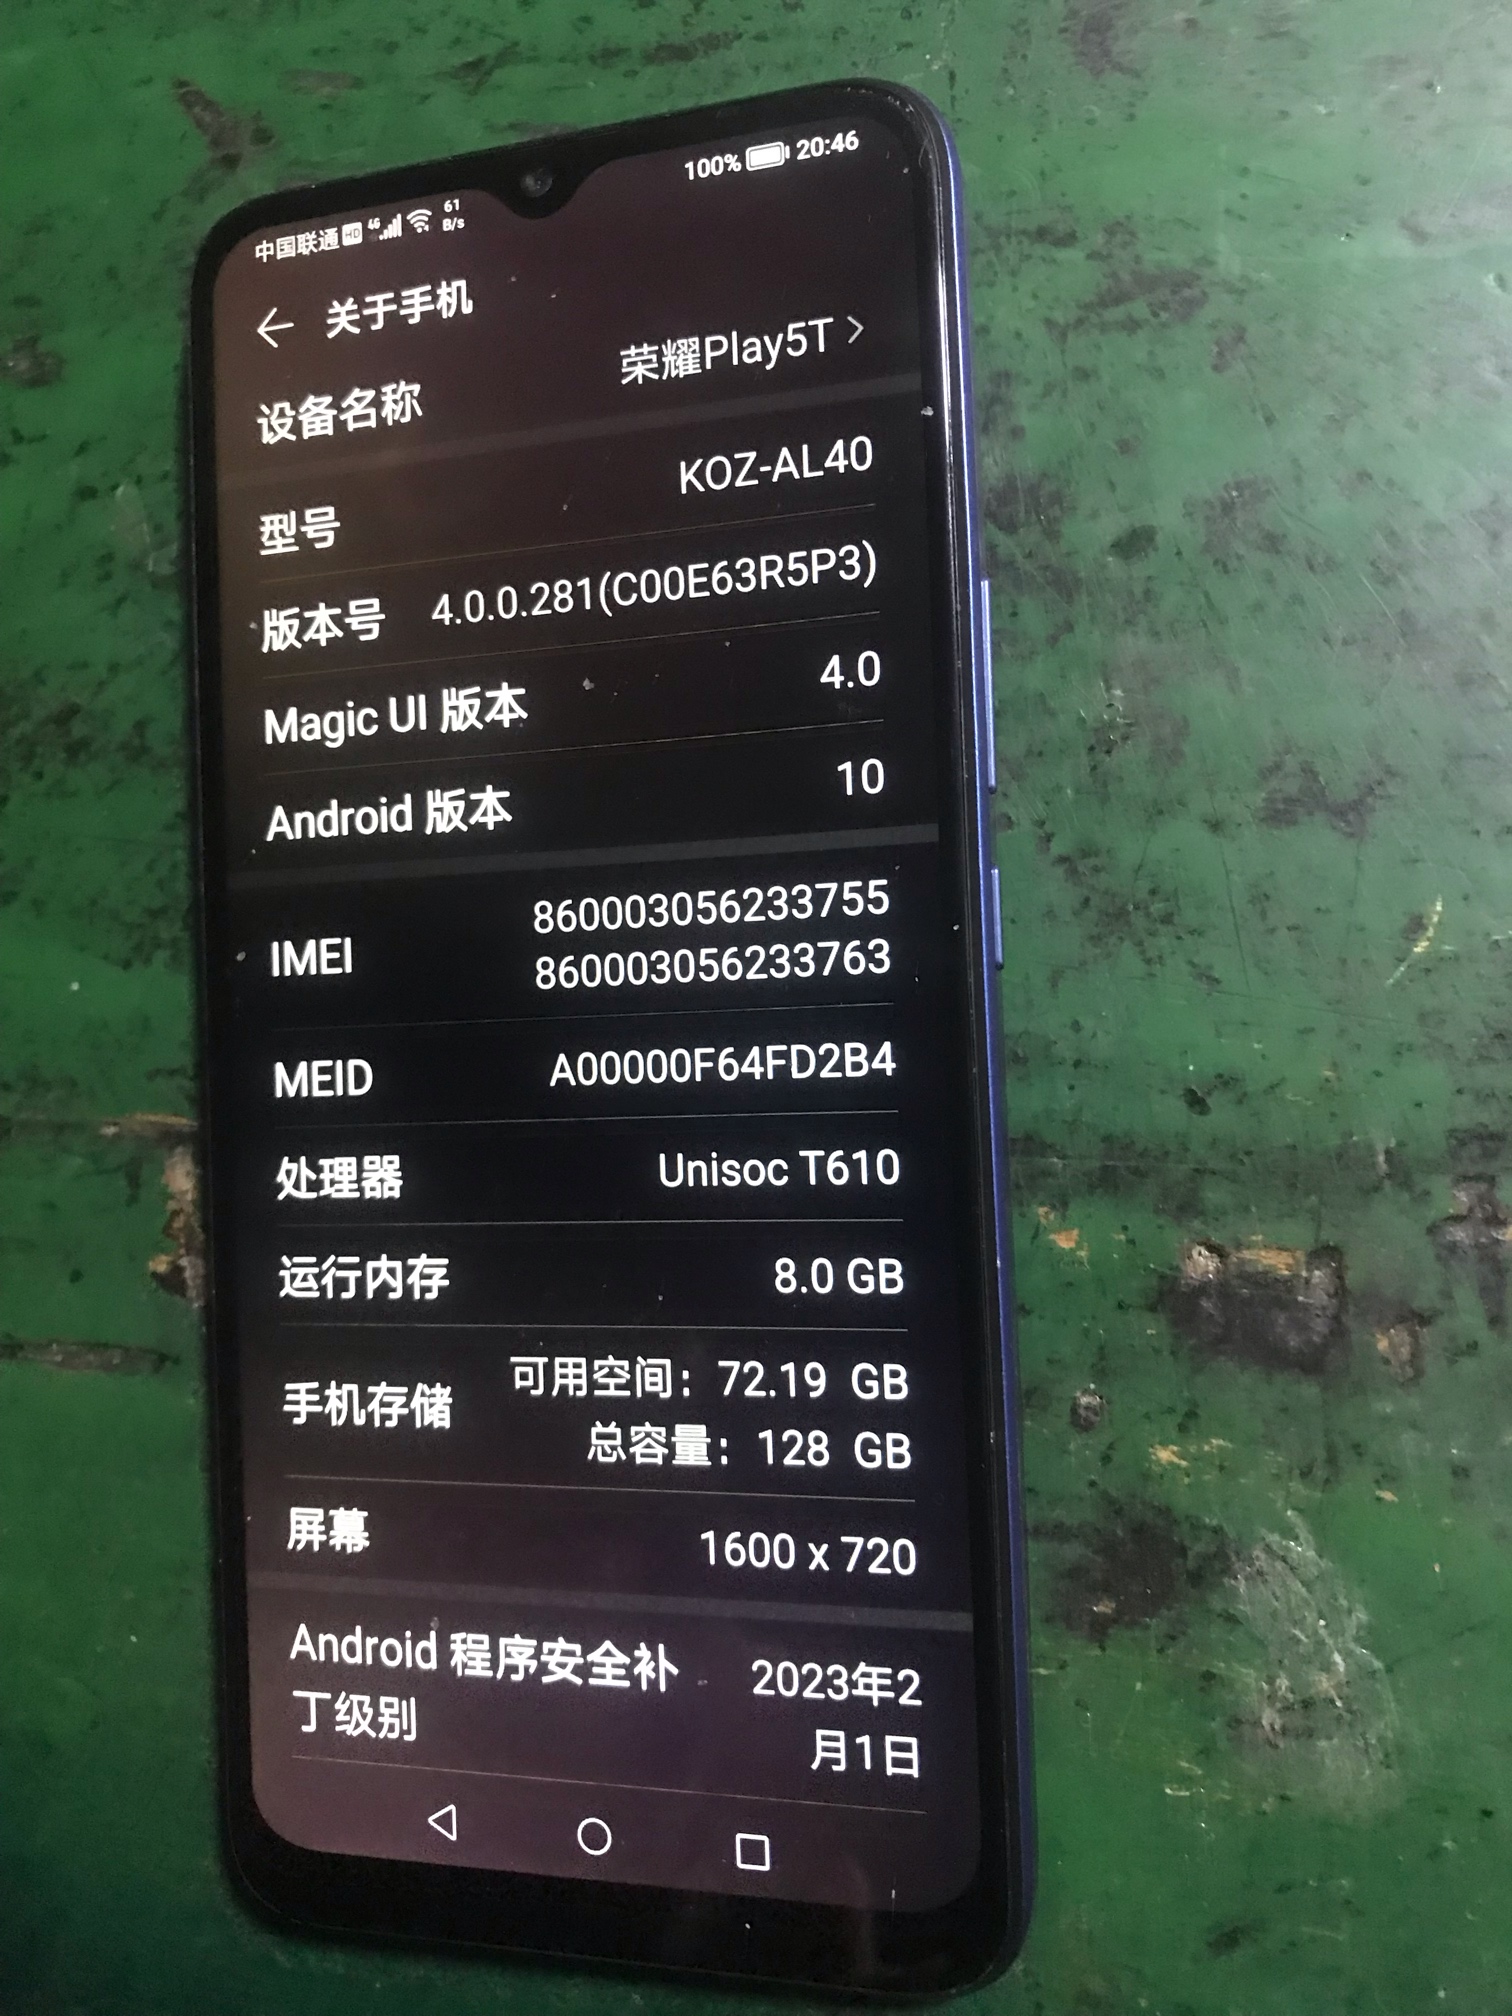 中国联通 HD 4G 61 B/s 100% 20:46
关于手机
设备名称 荣耀Play5T
型号 KOZ-AL40
版本号 4.0.0.281(C00E63R5P3)
Magic UI 版本 4.0
Android 版本 10
IMEI 860003056233755
860003056233763
MEID A00000F64FD2B4
处理器 Unisoc T610
运行内存 8.0 GB
手机存储 可用空间: 72.19 GB
总容量: 128 GB
屏幕 1600 x 720
Android 程序安全补 2023年2
丁级别 月1日